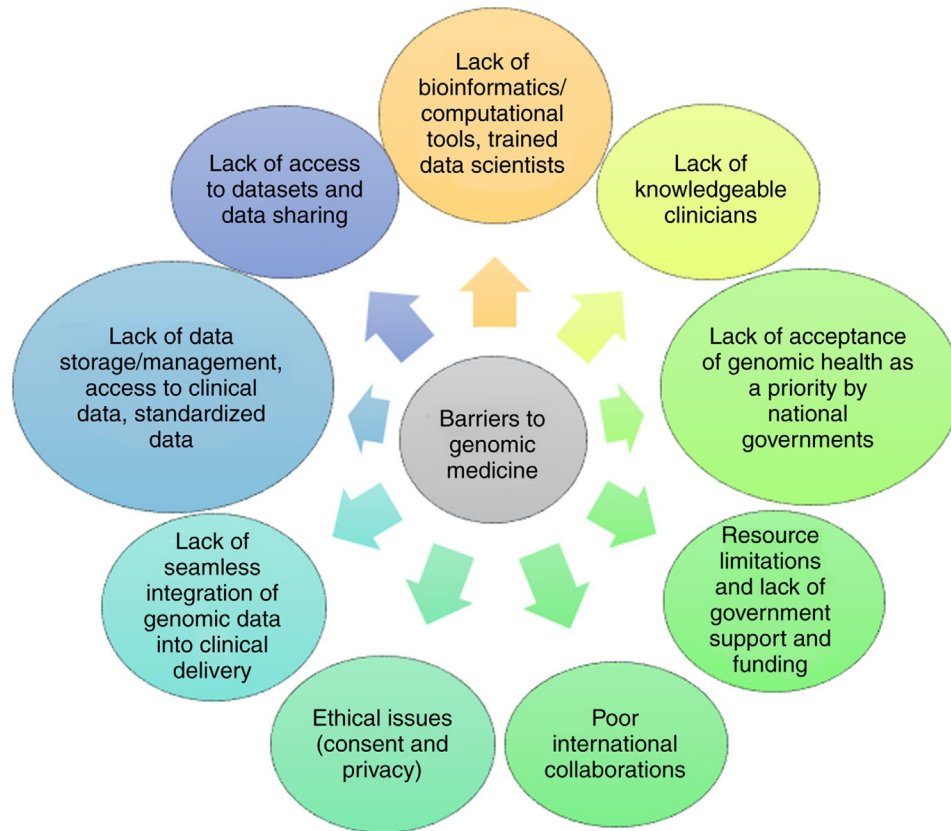 Lack of
bioinformatics/
computational
tools, trained
data scientists
Lack of
knowledgeable
clinicians
Lack of acceptance
of genomic health as
a priority by
national
governments
Resource
limitations
and lack of
government
support and
funding
Poor
international
collaborations
Ethical issues
(consent and
privacy)
Lack of
seamless
integration of
genomic data
into clinical
delivery
Lack of data
storage/management,
access to clinical
data, standardized
data
Lack of access
to datasets and
data sharing
Barriers to
genomic
medicine